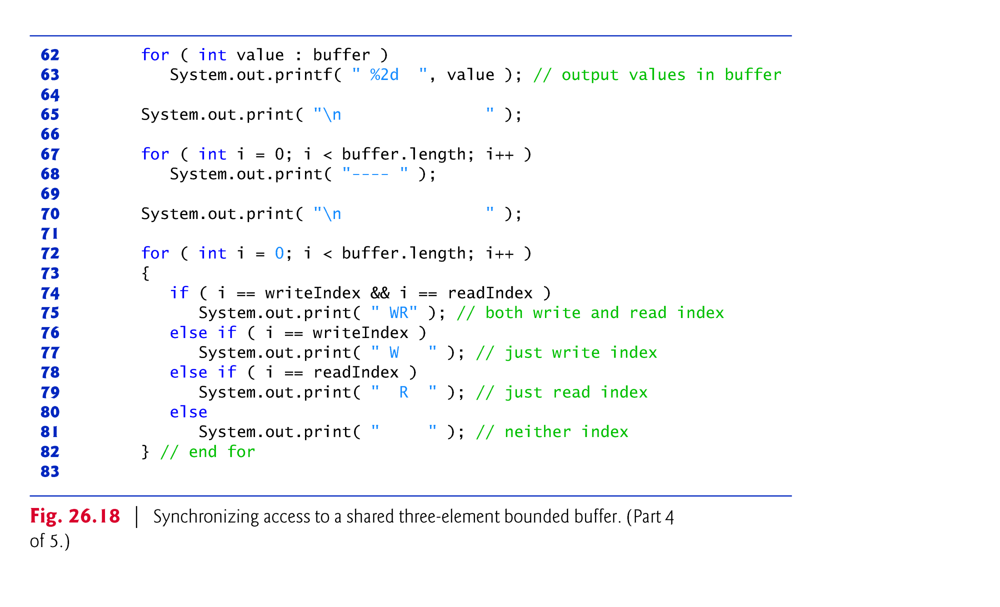 62         for ( int value : buffer )
63            System.out.printf( " %2d  ", value ); // output values in buffer
64
65         System.out.print( "\n               " );
66
67         for ( int i = 0; i < buffer.length; i++ )
68            System.out.print( "---- " );
69
70         System.out.print( "\n               " );
71
72         for ( int i = 0; i < buffer.length; i++ )
73         {
74            if ( i == writeIndex && i == readIndex )
75               System.out.print( " WR" ); // both write and read index
76            else if ( i == writeIndex )
77               System.out.print( " W   " ); // just write index
78            else if ( i == readIndex )
79               System.out.print( "  R  " ); // just read index
80            else
81               System.out.print( "     " ); // neither index
82         } // end for
83
Fig. 26.18 | Synchronizing access to a shared three-element bounded buffer. (Part 4
of 5.)